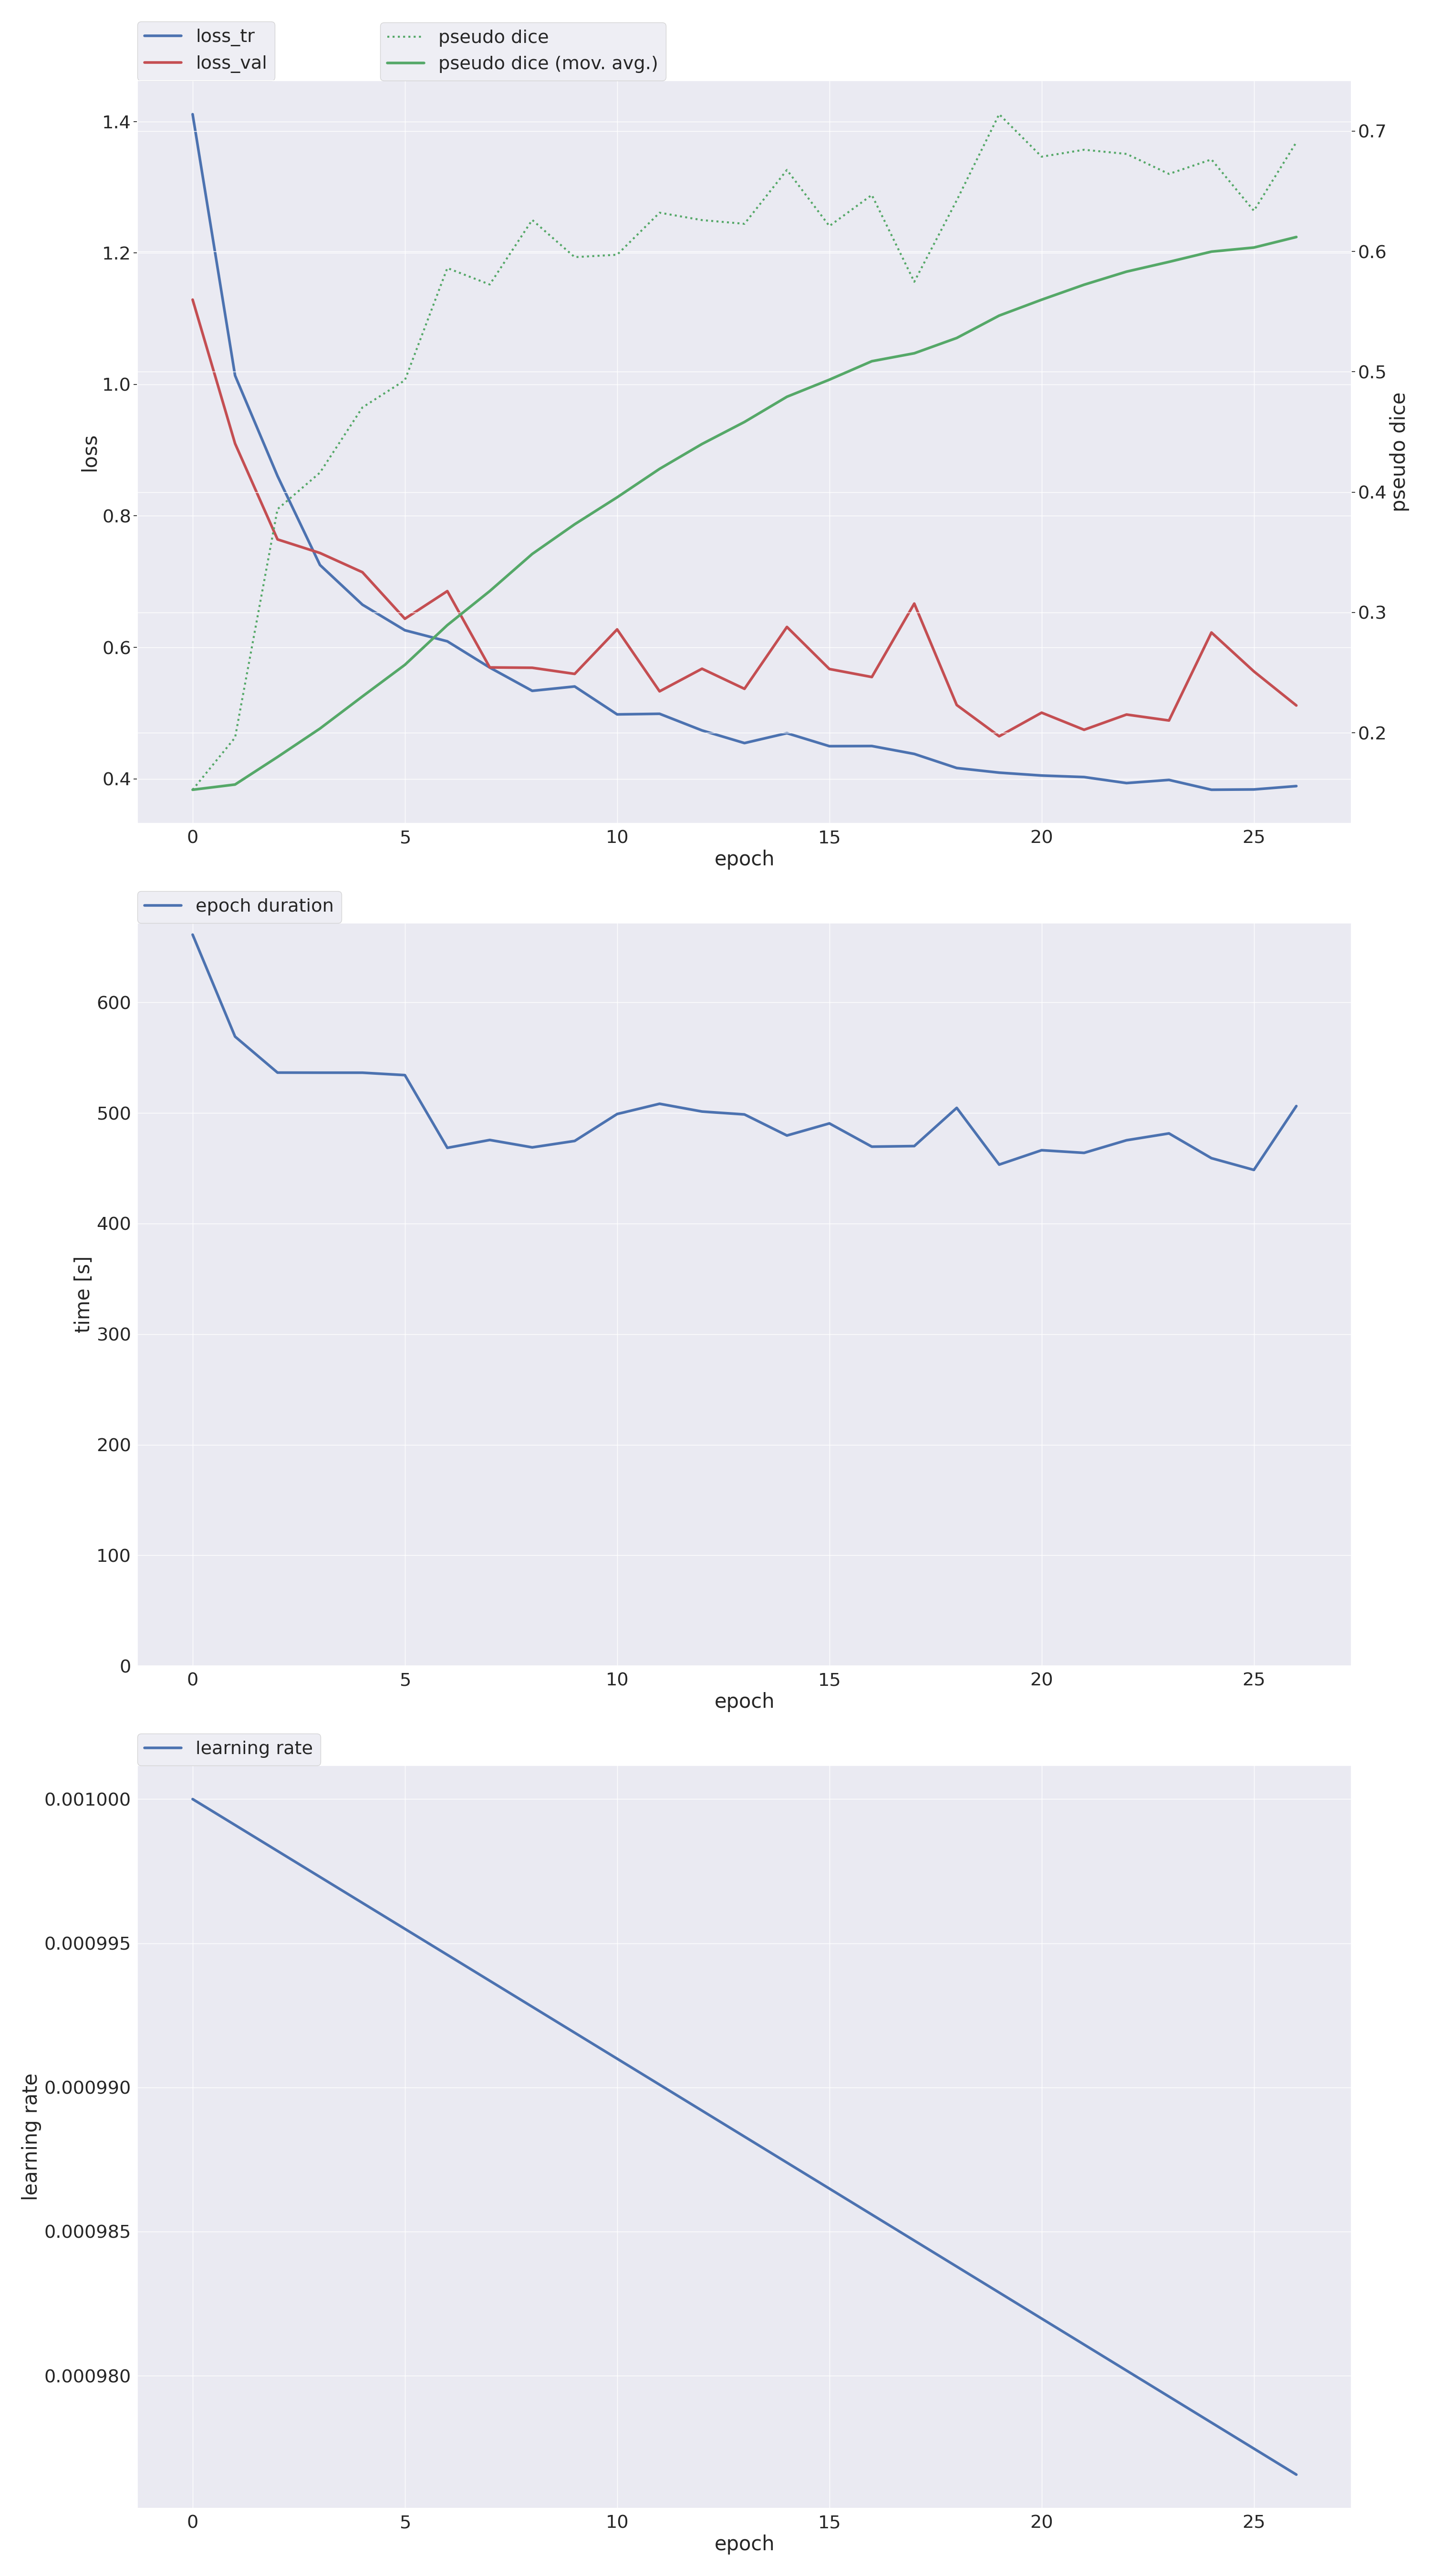 loss_tr
loss_val
pseudo dice
pseudo dice (mov. avg.)
1.4
1.2
1.0
0.8
0.6
0.4
loss
0.7
0.6
0.5
0.4
0.3
0.2
pseudo dice
0 5 10 15 20 25
epoch
epoch duration
600
500
400
300
200
100
0
time [s]
0 5 10 15 20 25
epoch
learning rate
0.001000
0.000995
0.000990
0.000985
0.000980
learning rate
0 5 10 15 20 25
epoch